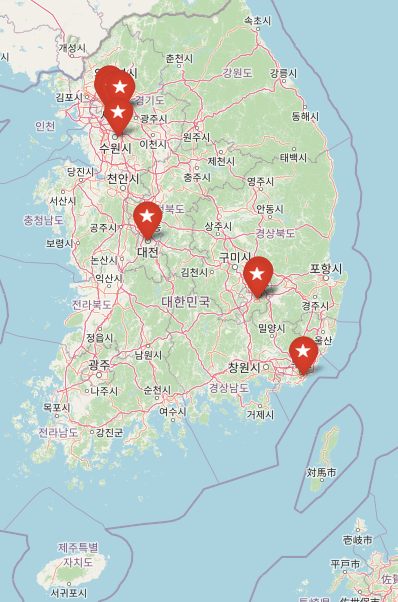 속초시
개성시
춘천시
강원도
강릉시
김포시
경기도
인천
광주시
동해시
수원시
이천시
원주시
제천시
태백시
당진시
천안시
충주시
영주시
서산시
충청남도
안동시
공주시
상주시
경상북도
보령시
대전
구미시
논산시
김천시
포항시
익산시
대한민국
전라북도
경주시
밀양시
정읍시
울산
남원시
광주
창원시
나주시
순천시
경상남도
목포시
여수시
거제시
전라남도
강진군
対馬市
제주특별
자치도
서귀포시
壱岐市
平戸市